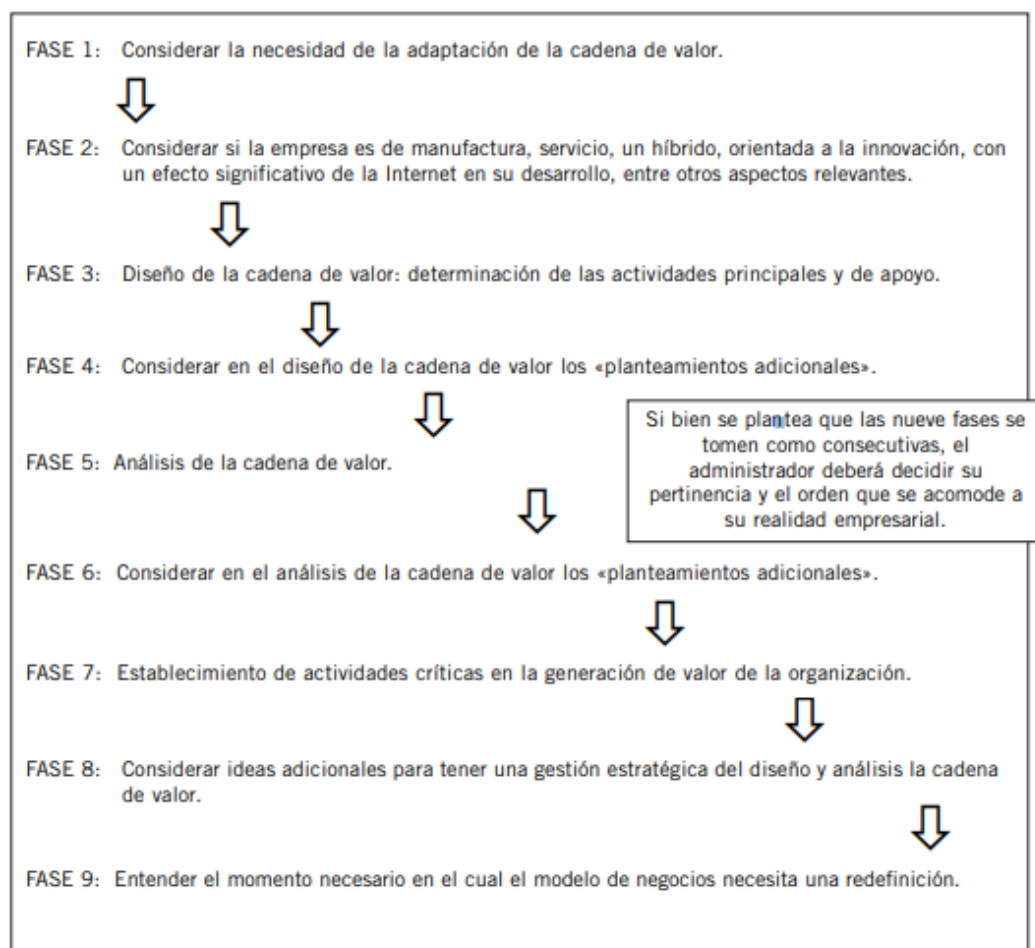 FASE 1: Considerar la necesidad de la adaptación de la cadena de valor.
FASE 2: Considerar si la empresa es de manufactura, servicio, un híbrido, orientada a la innovación, con
un efecto significativo de la Internet en su desarrollo, entre otros aspectos relevantes.
FASE 3: Diseño de la cadena de valor: determinación de las actividades principales y de apoyo.
FASE 4: Considerar en el diseño de la cadena de valor los «planteamientos adicionales».
Si bien se plantea que las nueve fases se
tomen como consecutivas, el
administrador deberá decidir su
pertinencia y el orden que se acomode a
su realidad empresarial.
FASE 5: Análisis de la cadena de valor.
FASE 6: Considerar en el análisis de la cadena de valor los «planteamientos adicionales».
FASE 7: Establecimiento de actividades críticas en la generación de valor de la organización.
FASE 8: Considerar ideas adicionales para tener una gestión estratégica del diseño y análisis la cadena
de valor.
FASE 9: Entender el momento necesario en el cual el modelo de negocios necesita una redefinición.